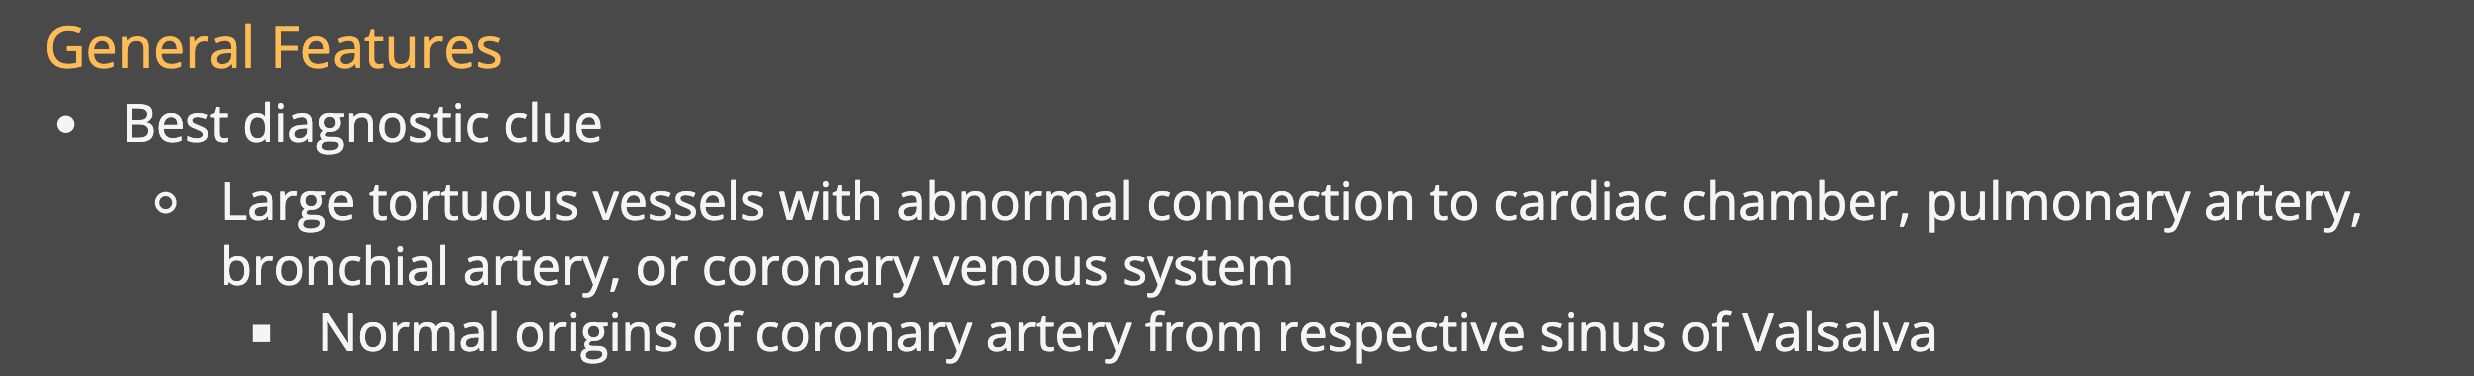 General Features
• Best diagnostic clue
◦ Large tortuous vessels with abnormal connection to cardiac chamber, pulmonary artery,
bronchial artery, or coronary venous system
▪ Normal origins of coronary artery from respective sinus of Valsalva